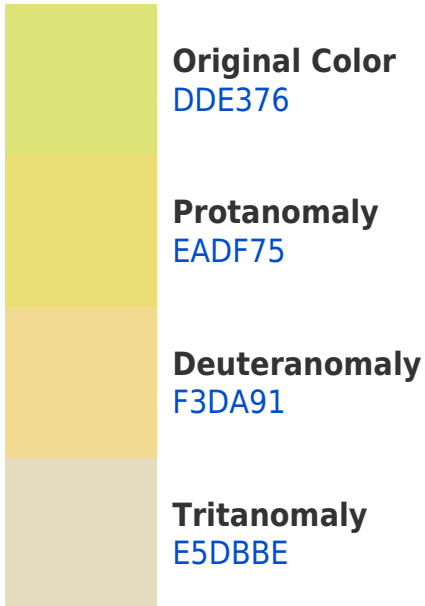 Original Color
DDE376
Protanomaly
EADF75
Deuteranomaly
F3DA91
Tritanomaly
E5DBBE